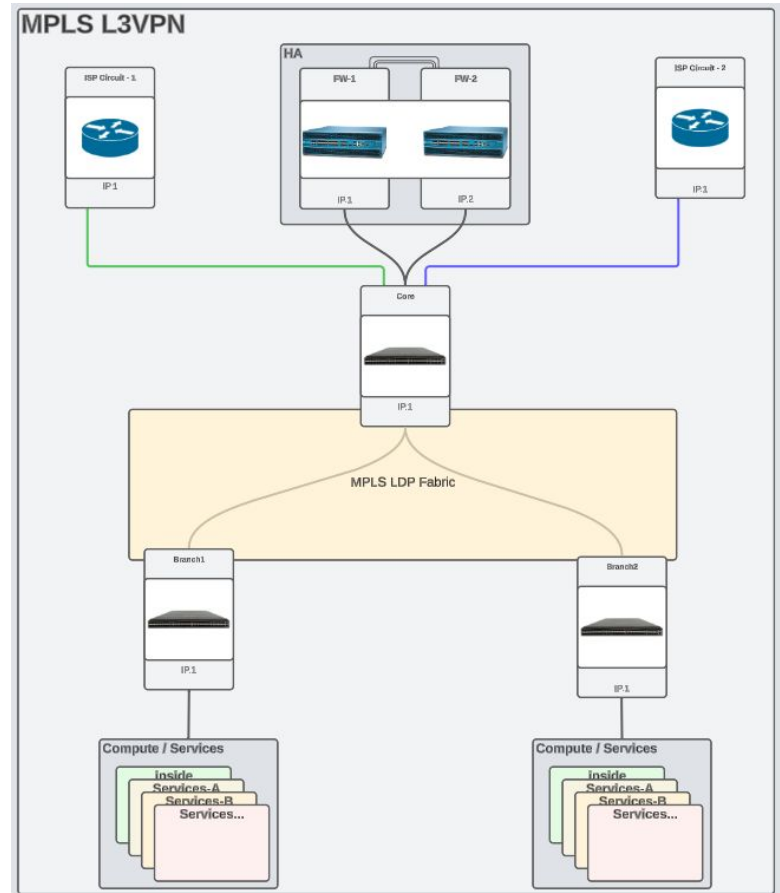 MPLS L3VPN
HA
ISP Circuit - 1
FW-1
FW-2
ISP Circuit - 2
IP.1
IP.1
IP.2
IP.1
Core
IP.1
MPLS LDP Fabric
Branch1
Branch2
IP.1
IP.1
Compute / Services
Compute / Services
inside
Services-A
Services-B
Services...
inside
Services-A
Services-B
Services...